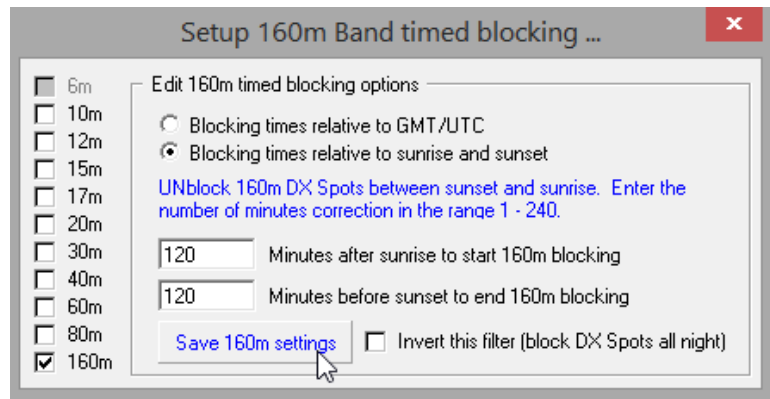 Setup 160m Band timed blocking ...
x
6m
10m
12m
15m
17m
20m
30m
40m
60m
80m
160m
Edit 160m timed blocking options
Blocking times relative to GMT/UTC
Blocking times relative to sunrise and sunset
UNblock 160m DX Spots between sunset and sunrise. Enter the
number of minutes correction in the range 1 - 240.
120 Minutes after sunrise to start 160m blocking
120 Minutes before sunset to end 160m blocking
Save 160m settings Invert this filter (block DX Spots all night)